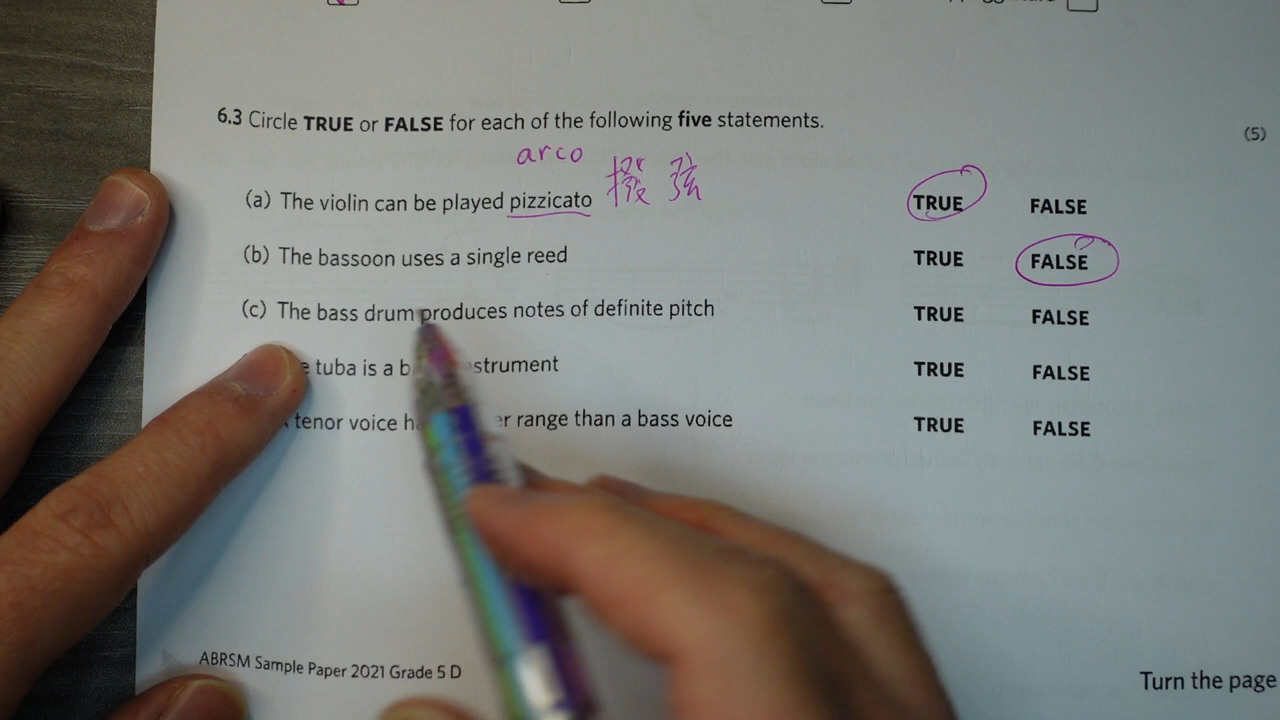 6.3 Circle TRUE or FALSE for each of the following five statements.
(5)
arco
(a) The violin can be played pizzicato 撥弦 TRUE FALSE
(b) The bassoon uses a single reed TRUE FALSE
(c) The bass drum produces notes of definite pitch TRUE FALSE
tuba is a strument TRUE FALSE
tenor voice range than a bass voice TRUE FALSE
ABRSM Sample Paper 2021 Grade 5 D
Turn the page